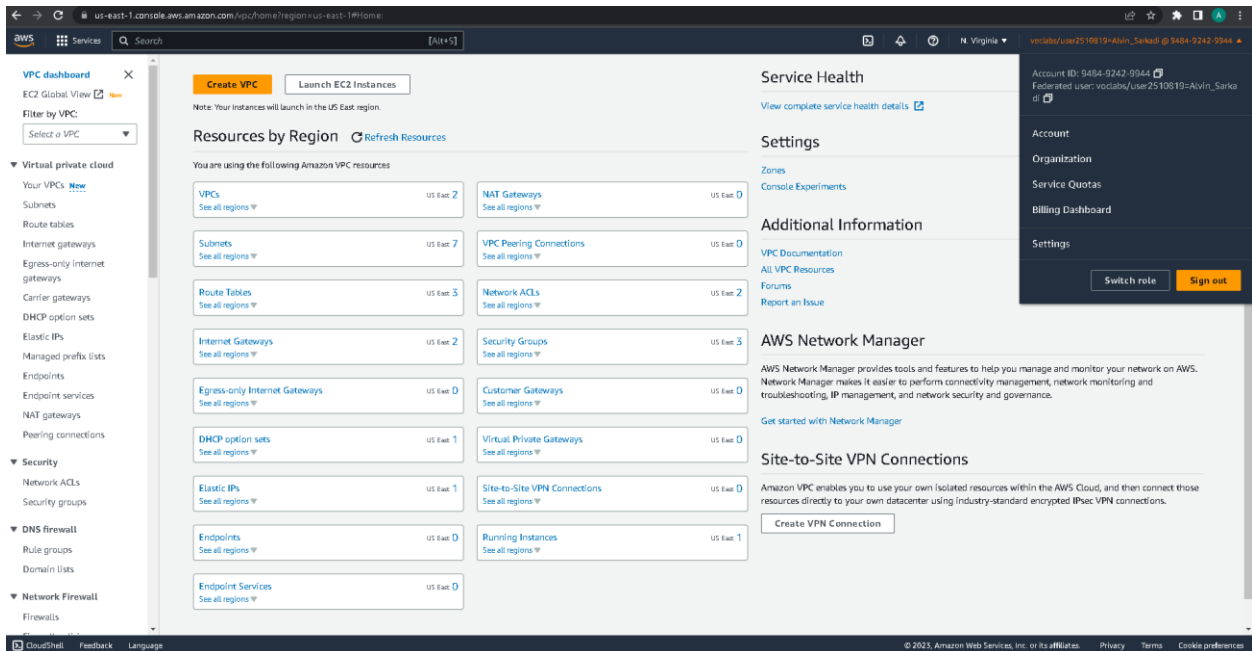 us-east-1.console.aws.amazon.com/vpc/home?region=us-east-1#Home:
A
aws
Services
Search
[Alt+S]
N. Virginia
voclabs/user2510819=Alvin_Sarkadi @ 9484-9242-9944
VPC dashboard
EC2 Global View New
Filter by VPC:
Select a VPC
Virtual private cloud
Your VPCs New
Subnets
Route tables
Internet gateways
Egress-only internet
gateways
Carrier gateways
DHCP option sets
Elastic IPs
Managed prefix lists
Endpoints
Endpoint services
NAT gateways
Peering connections
Security
Network ACLs
Security groups
DNS firewall
Rule groups
Domain lists
Network Firewall
Firewalls
Create VPC
Launch EC2 Instances
Note: Your Instances will launch in the US East region.
Resources by Region
Refresh Resources
You are using the following Amazon VPC resources
VPCs US East 2
See all regions
NAT Gateways US East 0
See all regions
Subnets US East 7
See all regions
VPC Peering Connections US East 0
See all regions
Route Tables US East 3
See all regions
Network ACLs US East 2
See all regions
Internet Gateways US East 2
See all regions
Security Groups US East 3
See all regions
Egress-only Internet Gateways US East 0
See all regions
Customer Gateways US East 0
See all regions
DHCP option sets US East 1
See all regions
Virtual Private Gateways US East 0
See all regions
Elastic IPs US East 1
See all regions
Site-to-Site VPN Connections US East 0
See all regions
Endpoints US East 0
See all regions
Running Instances US East 1
See all regions
Endpoint Services US East 0
See all regions
Service Health
View complete service health details
Settings
Zones
Console Experiments
Additional Information
VPC Documentation
All VPC Resources
Forums
Report an Issue
AWS Network Manager
AWS Network Manager provides tools and features to help you manage and monitor your network on AWS.
Network Manager makes it easier to perform connectivity management, network monitoring and
troubleshooting, IP management, and network security and governance.
Get started with Network Manager
Site-to-Site VPN Connections
Amazon VPC enables you to use your own isolated resources within the AWS Cloud, and then connect those
resources directly to your own datacenter using industry-standard encrypted IPsec VPN connections.
Create VPN Connection
Account ID: 9484-9242-9944
Federated user: voclabs/user2510819=Alvin_Sarka
di
Account
Organization
Service Quotas
Billing Dashboard
Settings
Switch role
Sign out
CloudShell
Feedback
Language
© 2023, Amazon Web Services, Inc. or its affiliates.
Privacy
Terms
Cookie preferences